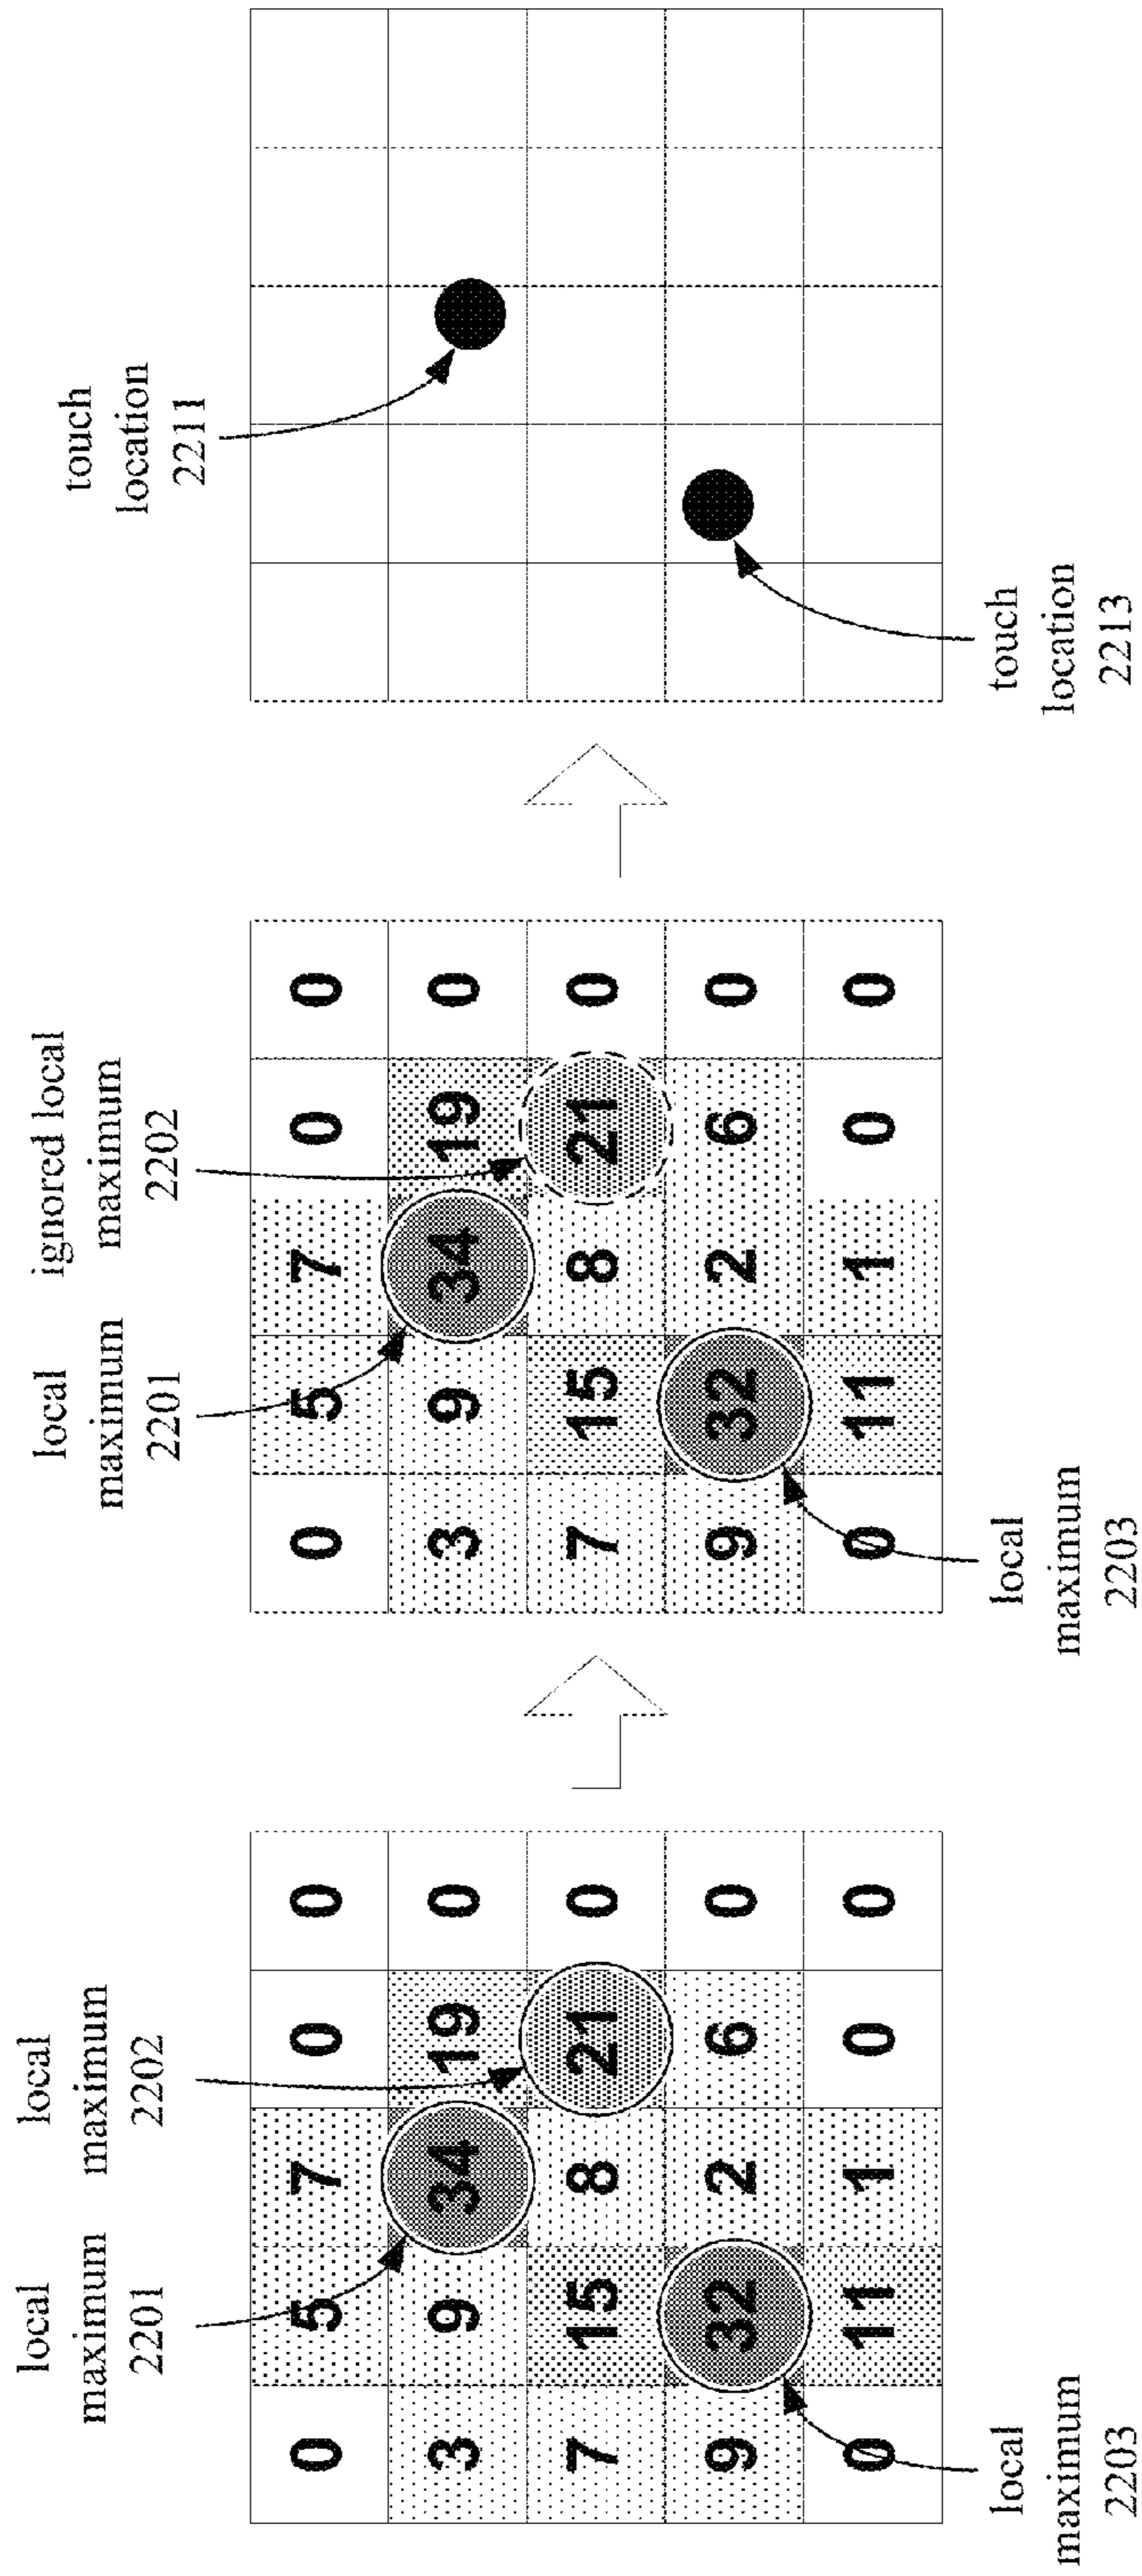 local
maximum
2201
local
maximum
2202
0 5 7 0 0
3 9 34 19 0
7 15 8 21 0
9 32 2 6 0
0 11 1 0 0
local
maximum
2203
local
maximum
2201
ignored local
maximum
2202
0 5 7 0 0
3 9 34 19 0
7 15 8 21 0
9 32 2 6 0
0 11 1 0 0
local
maximum
2203
touch
location
2211
touch
location
2213